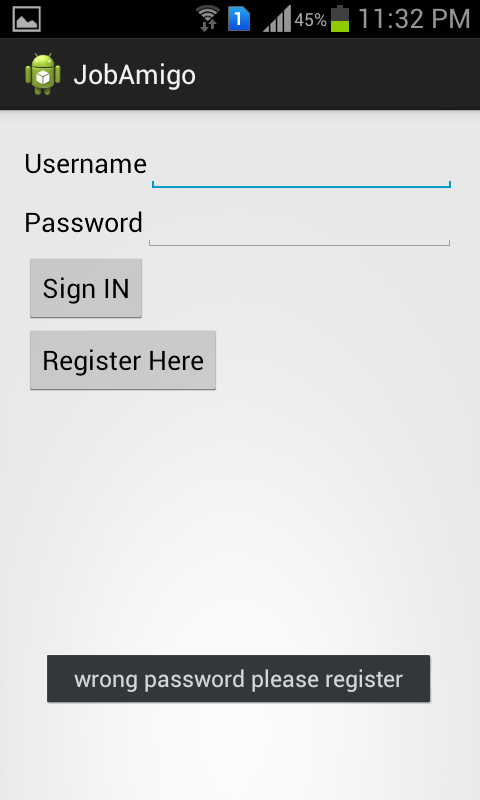 1 45% 11:32 PM
JobAmigo
Username
Password
Sign IN
Register Here
wrong password please register